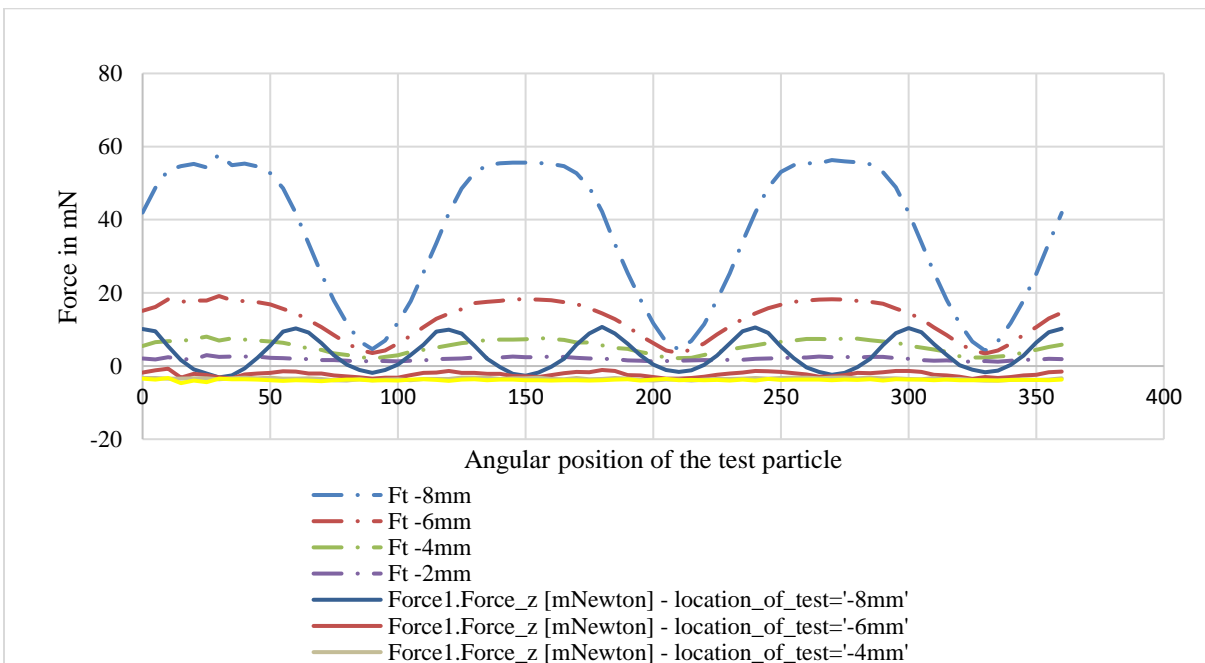 80
60
40
20
0
-20
0 50 100 150 200 250 300 350 400
Force in mN
Angular position of the test particle
Ft -8mm
Ft -6mm
Ft -4mm
Ft -2mm
Force1.Force_z [mNewton] - location_of_test='-8mm'
Force1.Force_z [mNewton] - location_of_test='-6mm'
Force1.Force_z [mNewton] - location_of_test='-4mm'